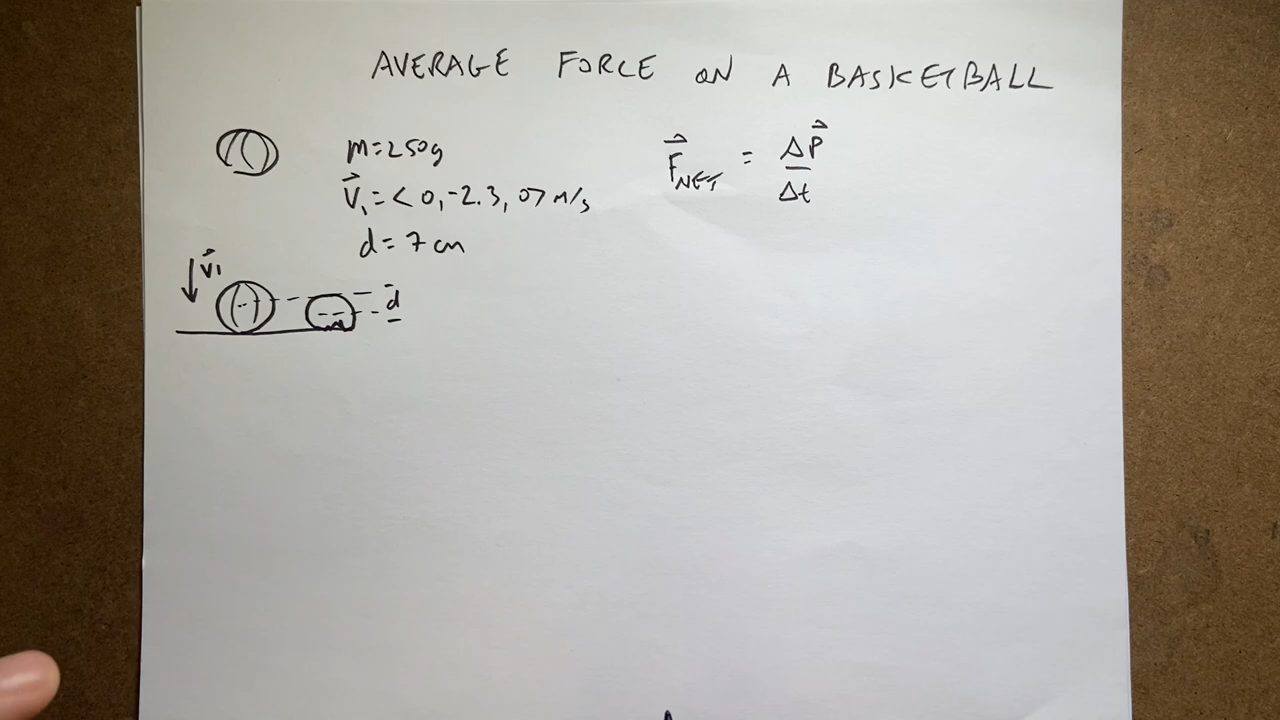 AVERAGE FORCE ON A BASKETBALL
m=250g
V⃗₁ = <0, -2.3, 0> m/s
d= 7 cm
F⃗NET = ΔP⃗ / Δt
V⃗₁
d